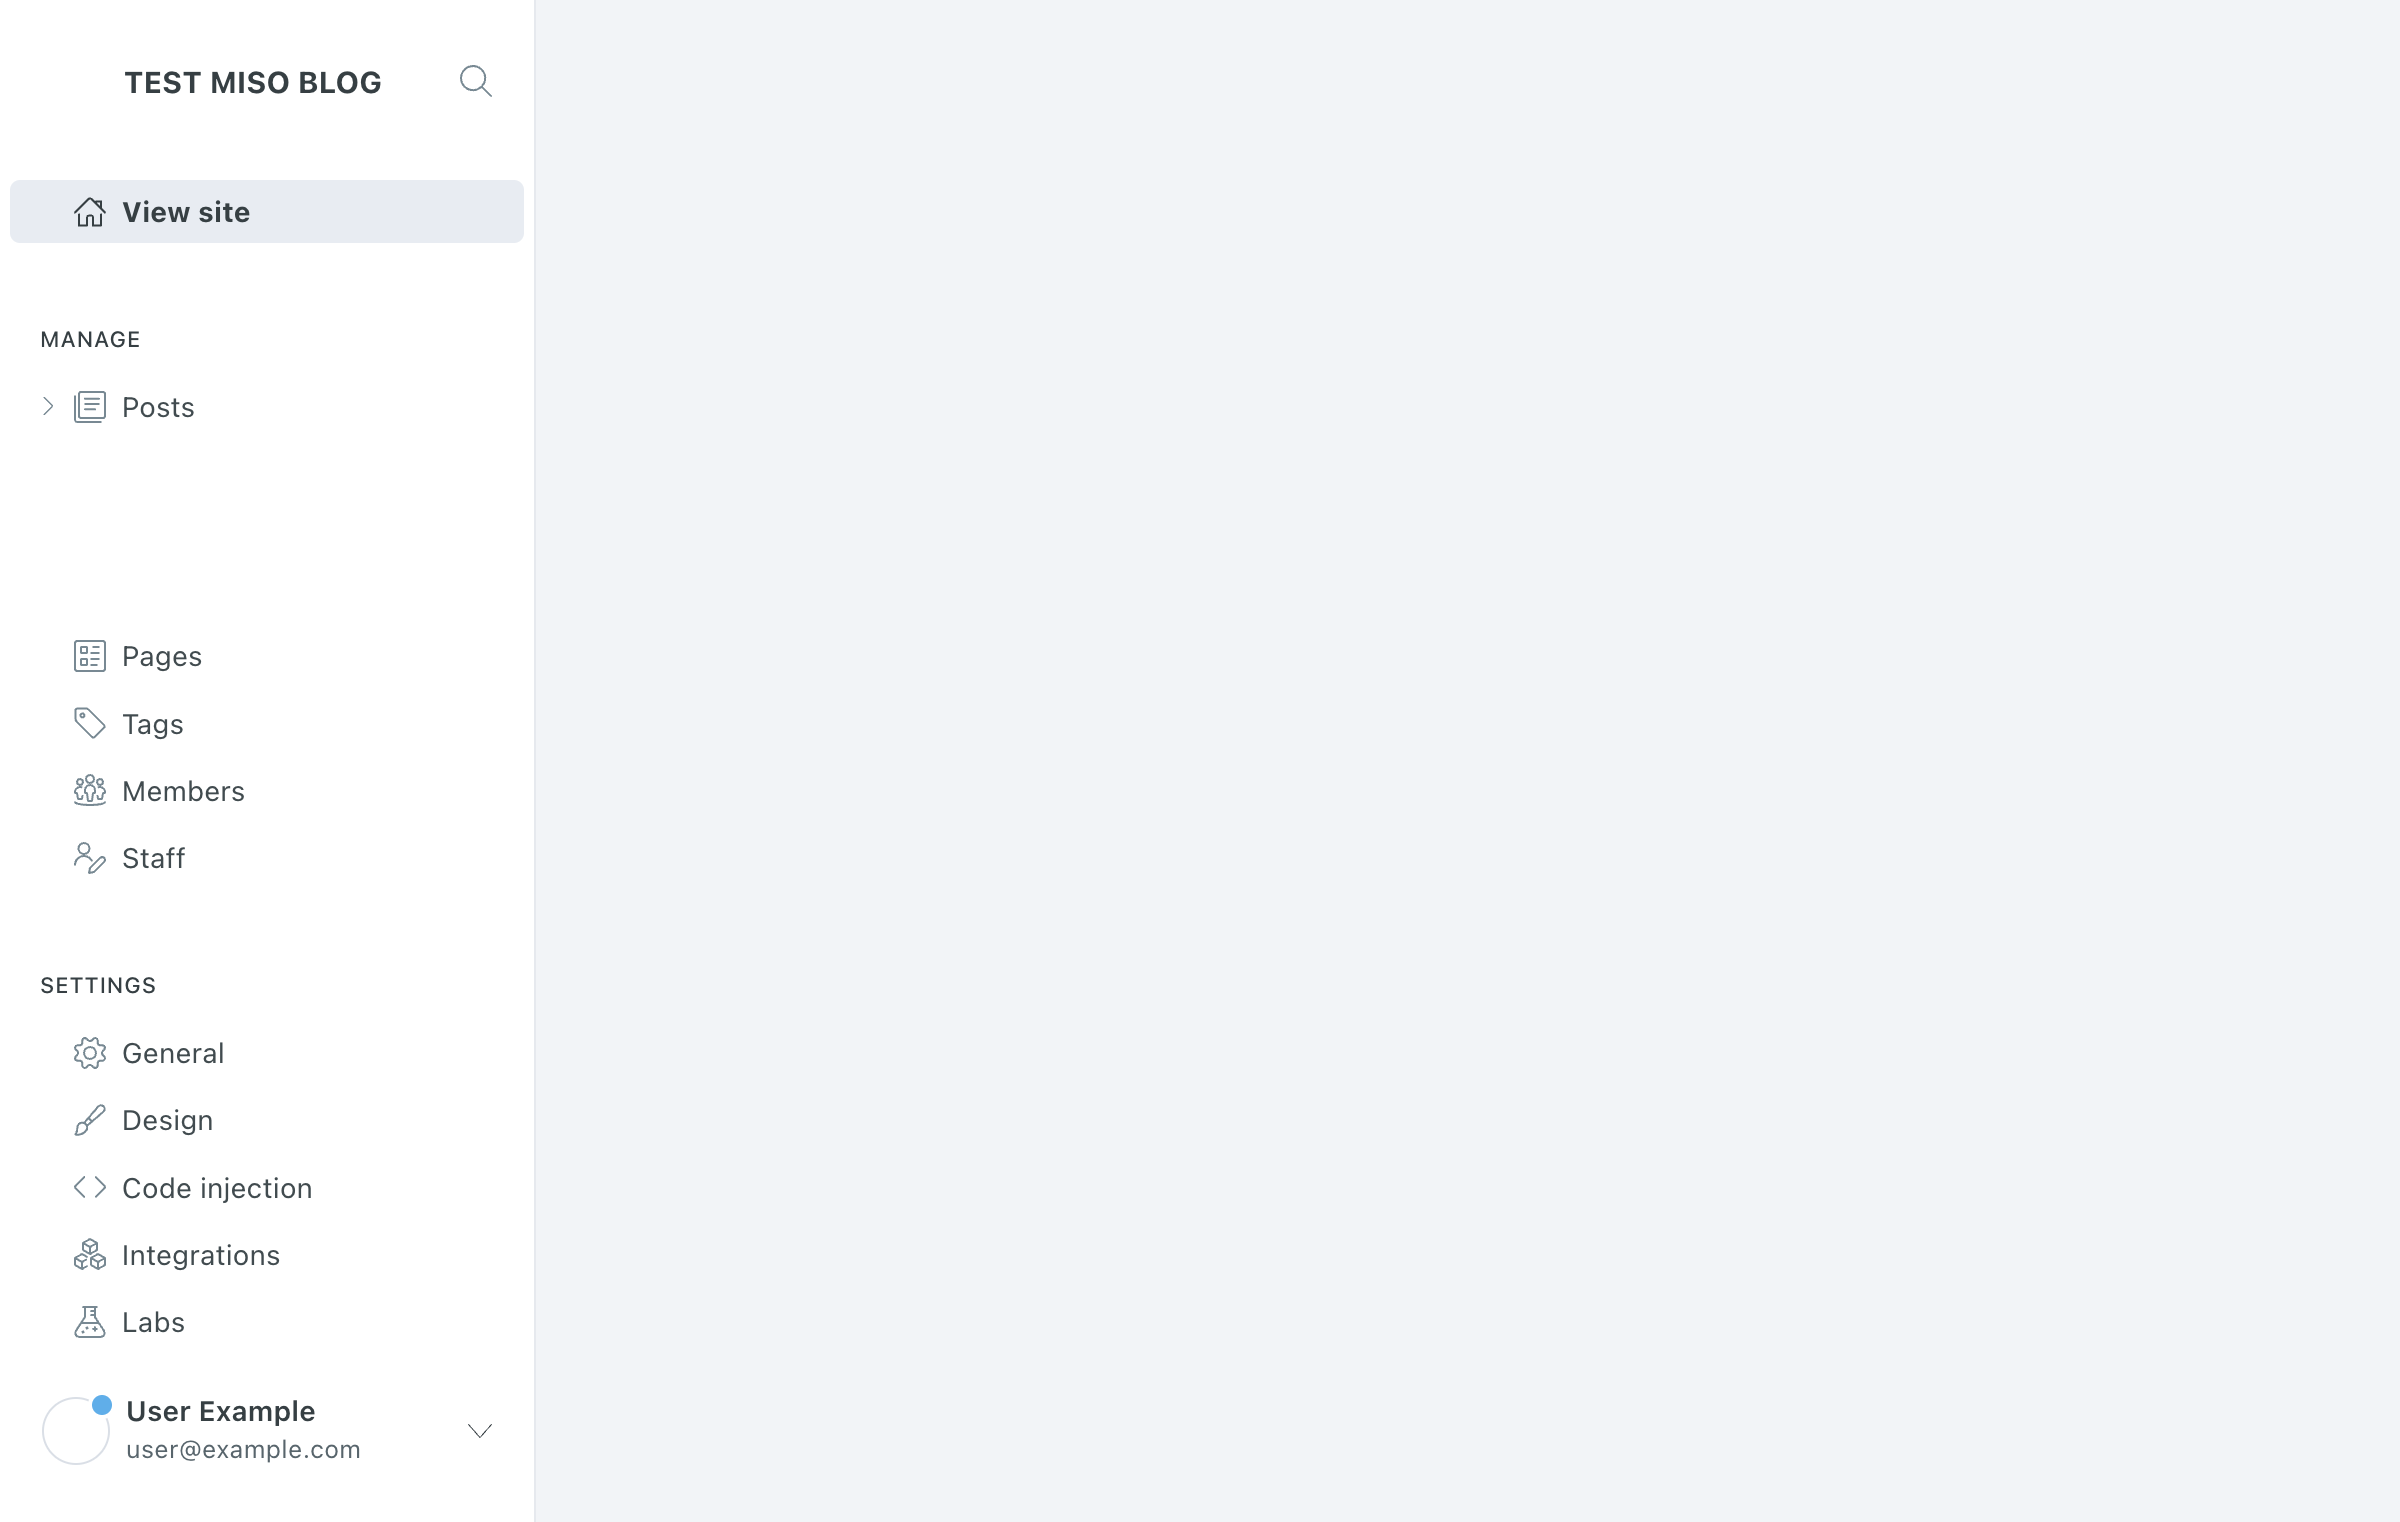 TEST MISO BLOG
View site
MANAGE
Posts
Pages
Tags
Members
Staff
SETTINGS
General
Design
Code injection
Integrations
Labs
User Example
user@example.com